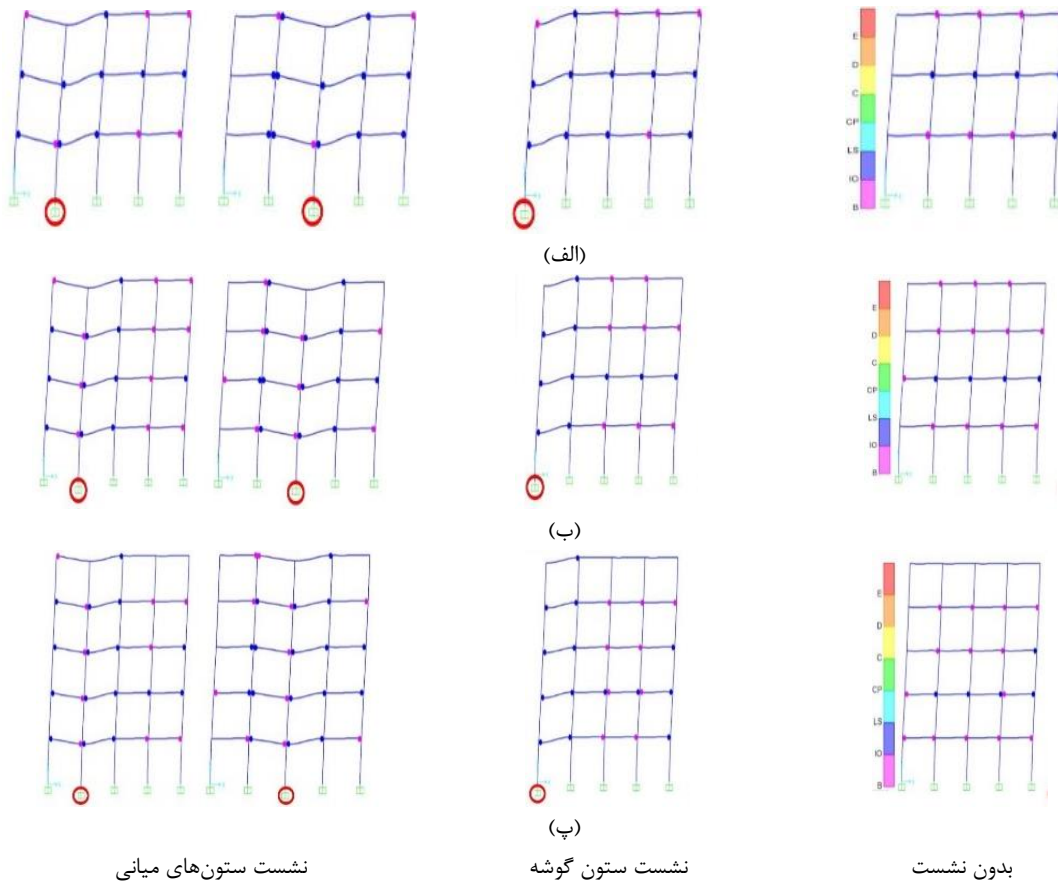 E
D
C
CP
LS
IO
B
(الف)
E
D
C
CP
LS
IO
B
(ب)
E
D
C
CP
LS
IO
B
(پ)
بدون نشست
نشست ستون گوشه
نشست ستون‌های میانی